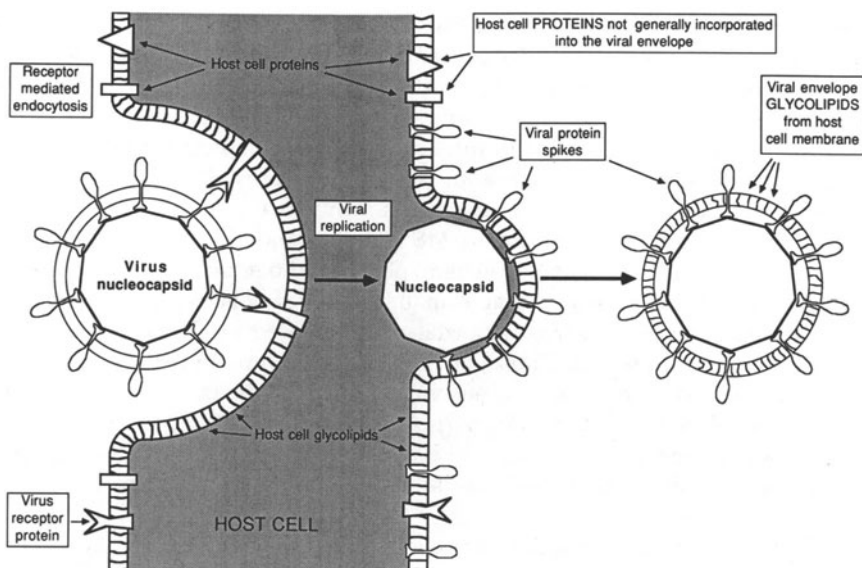 Host cell PROTEINS not generally incorporated
into the viral envelope
Receptor
mediated
endocytosis
Host cell proteins
Viral envelope
GLYCOLIPIDS
from host
cell membrane
Viral protein
spikes
Viral
replication
Virus
nucleocapsid
Nucleocapsid
Host cell glycolipids
Virus
receptor
protein
HOST CELL